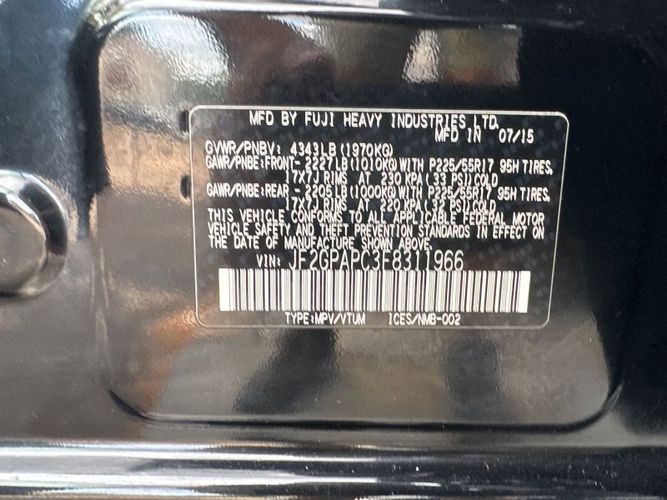 MFD BY FUJI HEAVY INDUSTRIES LTD.
MFD IN 07/15
GVWR/PNBV: 4343LB(1970KG)
GAWR/PNBE:FRONT- 2227LB(1010KG)WITH P225/55R17 95H TIRES,
17X7J RIMS AT 230 KPA(33 PSI)COLD
GAWR/PNBE:REAR - 2205LB(1000KG)WITH P225/55R17 95H TIRES,
17X7J RIMS AT 220 KPA(32 PSI)COLD
THIS VEHICLE CONFORMS TO ALL APPLICABLE FEDERAL MOTOR
VEHICLE SAFETY AND THEFT PREVENTION STANDARDS IN EFFECT ON
THE DATE OF MANUFACTURE SHOWN ABOVE.
VIN: JF2GPAPC3F8311966
TYPE:MPV/VTUM ICES/NMB-002